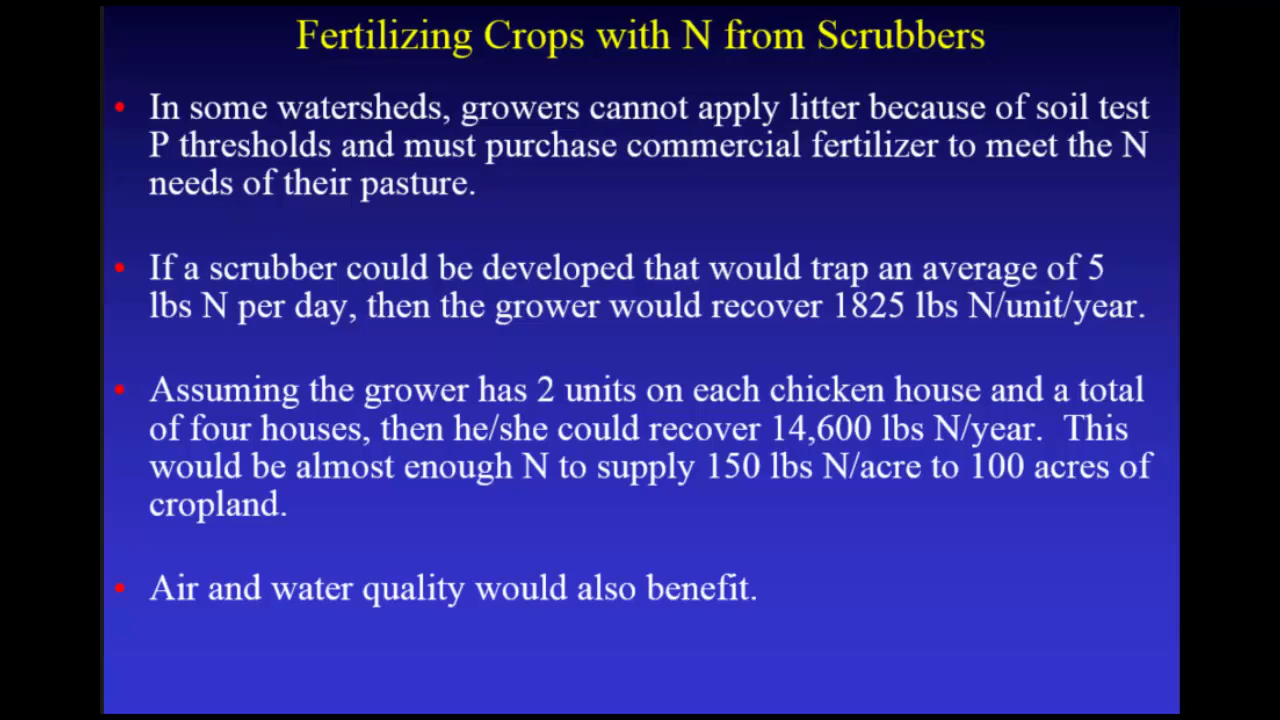 Fertilizing Crops with N from Scrubbers
• In some watersheds, growers cannot apply litter because of soil test
P thresholds and must purchase commercial fertilizer to meet the N
needs of their pasture.
• If a scrubber could be developed that would trap an average of 5
lbs N per day, then the grower would recover 1825 lbs N/unit/year.
• Assuming the grower has 2 units on each chicken house and a total
of four houses, then he/she could recover 14,600 lbs N/year.  This
would be almost enough N to supply 150 lbs N/acre to 100 acres of
cropland.
• Air and water quality would also benefit.